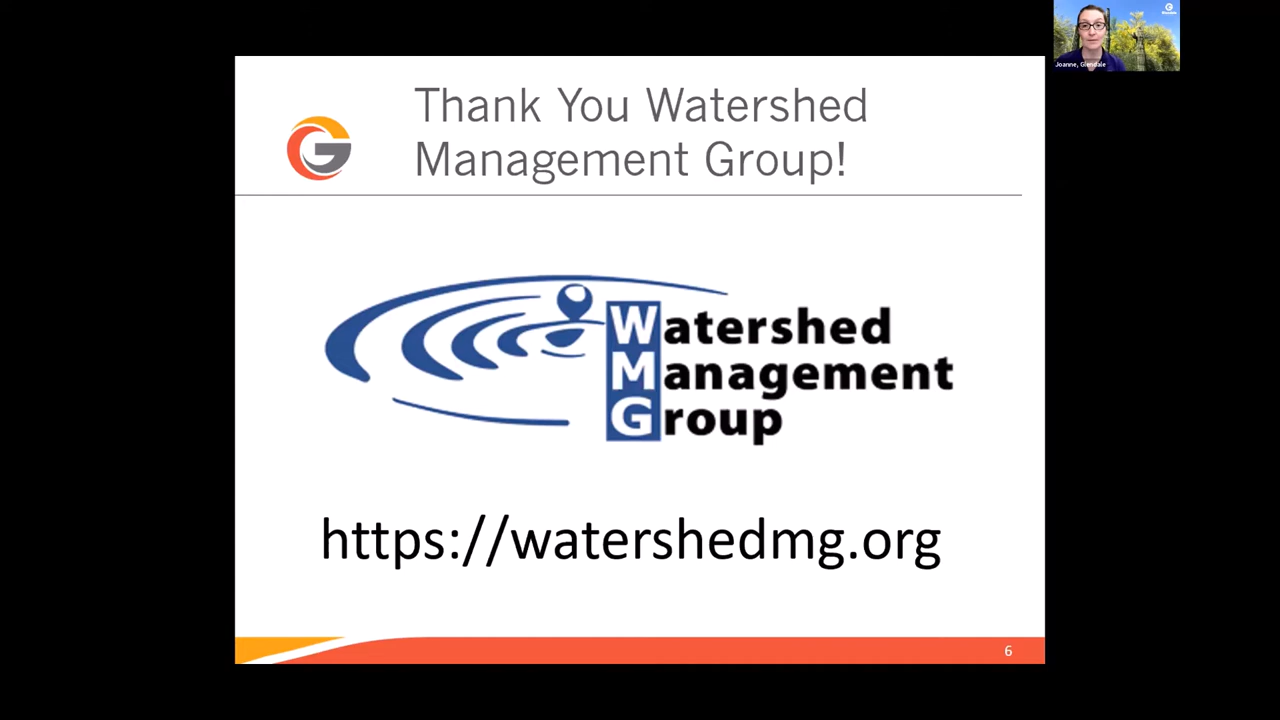 Joanne, Glendale
Thank You Watershed
Management Group!
Watershed
Management
Group
https://watershedmg.org
6